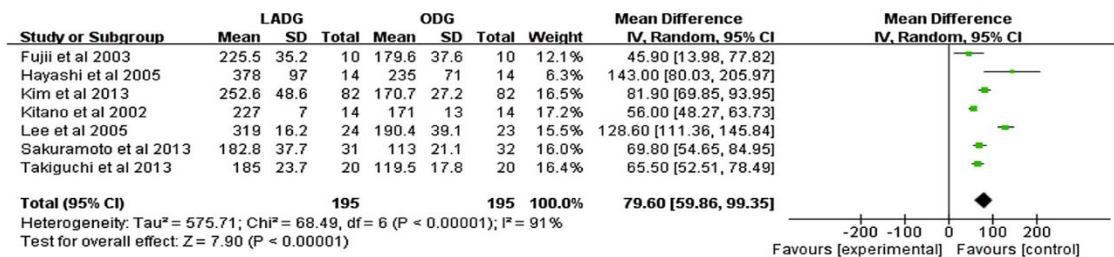 LADG ODG Mean Difference Mean Difference
Study or Subgroup Mean SD Total Mean SD Total Weight IV, Random, 95% CI IV, Random, 95% CI
Fujii et al 2003 225.5 35.2 10 179.6 37.6 10 12.1% 45.90 [13.98, 77.82]
Hayashi et al 2005 378 97 14 235 71 14 6.3% 143.00 [80.03, 205.97]
Kim et al 2013 252.6 48.6 82 170.7 27.2 82 16.5% 81.90 [69.85, 93.95]
Kitano et al 2002 227 7 14 171 13 14 17.2% 56.00 [48.27, 63.73]
Lee et al 2005 319 16.2 24 190.4 39.1 23 15.5% 128.60 [111.36, 145.84]
Sakuramoto et al 2013 182.8 37.7 31 113 21.1 32 16.0% 69.80 [54.65, 84.95]
Takiguchi et al 2013 185 23.7 20 119.5 17.8 20 16.4% 65.50 [52.51, 78.49]
Total (95% CI) 195 195 100.0% 79.60 [59.86, 99.35]
Heterogeneity: Tau² = 575.71; Chi² = 68.49, df = 6 (P < 0.00001); I² = 91%
Test for overall effect: Z = 7.90 (P < 0.00001)
-200 -100 0 100 200
Favours [experimental] Favours [control]